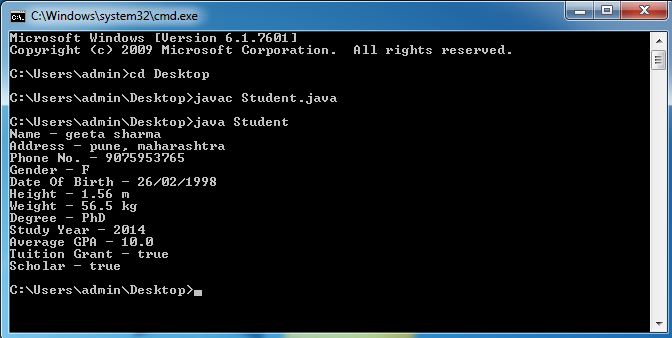 C:\Windows\system32\cmd.exe
Microsoft Windows [Version 6.1.7601]
Copyright (c) 2009 Microsoft Corporation.  All rights reserved.
C:\Users\admin>cd Desktop
C:\Users\admin\Desktop>javac Student.java
C:\Users\admin\Desktop>java Student
Name - geeta sharma
Address - pune, maharashtra
Phone No. - 9075953765
Gender - F
Date Of Birth - 26/02/1998
Height - 1.56 m
Weight - 56.5 kg
Degree - PhD
Study Year - 2014
Average GPA - 10.0
Tuition Grant - true
Scholar - true
C:\Users\admin\Desktop>